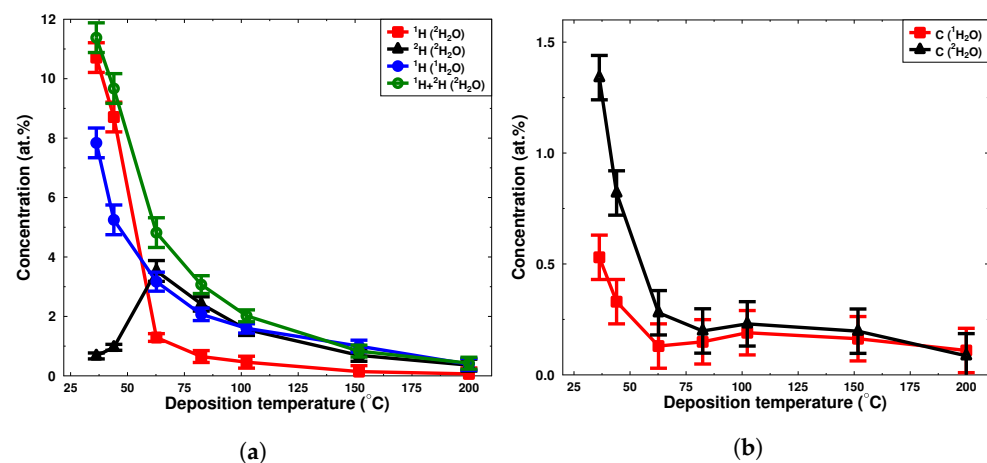 12
10
8
6
4
2
0
Concentration (at.%)
¹H (²H₂O)
²H (²H₂O)
¹H (¹H₂O)
¹H+²H (²H₂O)
25 50 75 100 125 150 175 200
Deposition temperature (°C)
(a)
1.5
1.0
0.5
0.0
Concentration (at.%)
C (¹H₂O)
C (²H₂O)
25 50 75 100 125 150 175 200
Deposition temperature (°C)
(b)